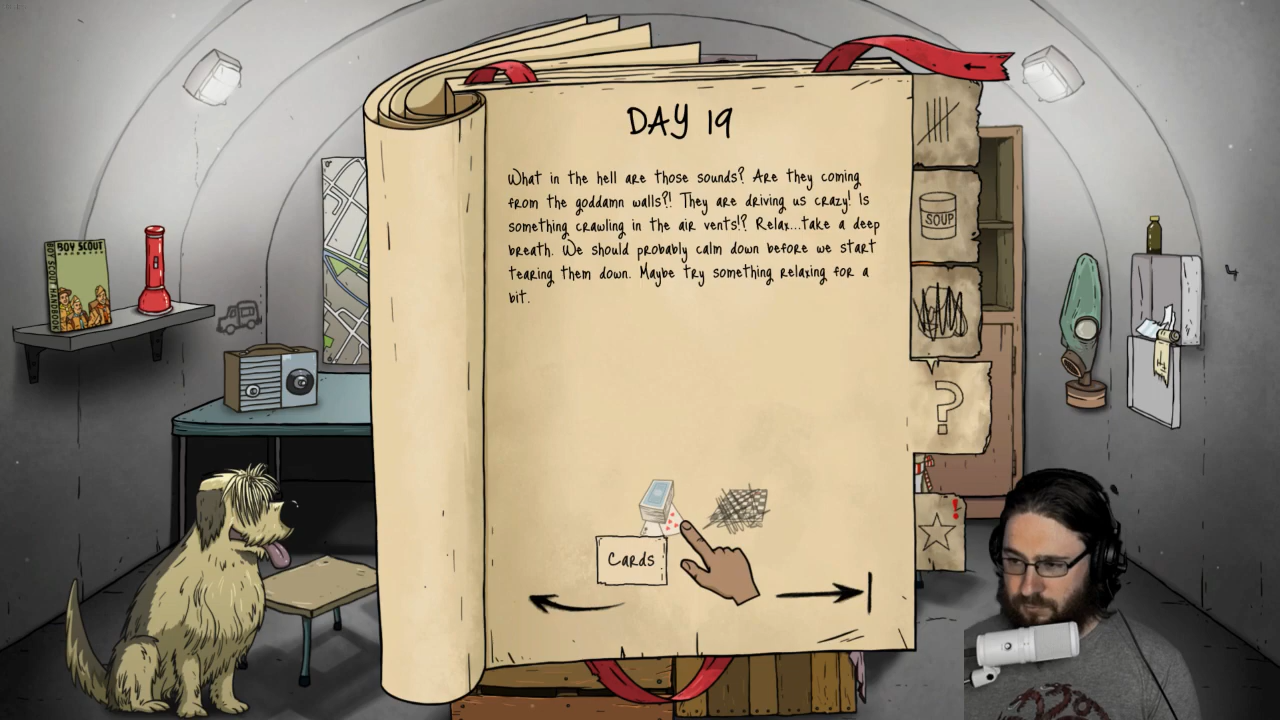 DAY 19
What in the hell are those sounds? Are they coming
from the goddamn walls?! They are driving us crazy! Is
something crawling in the air vents!? Relax...take a deep
breath. We should probably calm down before we start
tearing them down. Maybe try something relaxing for a
bit.
Cards
SOUP
?
!
BOY SCOUT
BOY SCOUT HANDBOOK